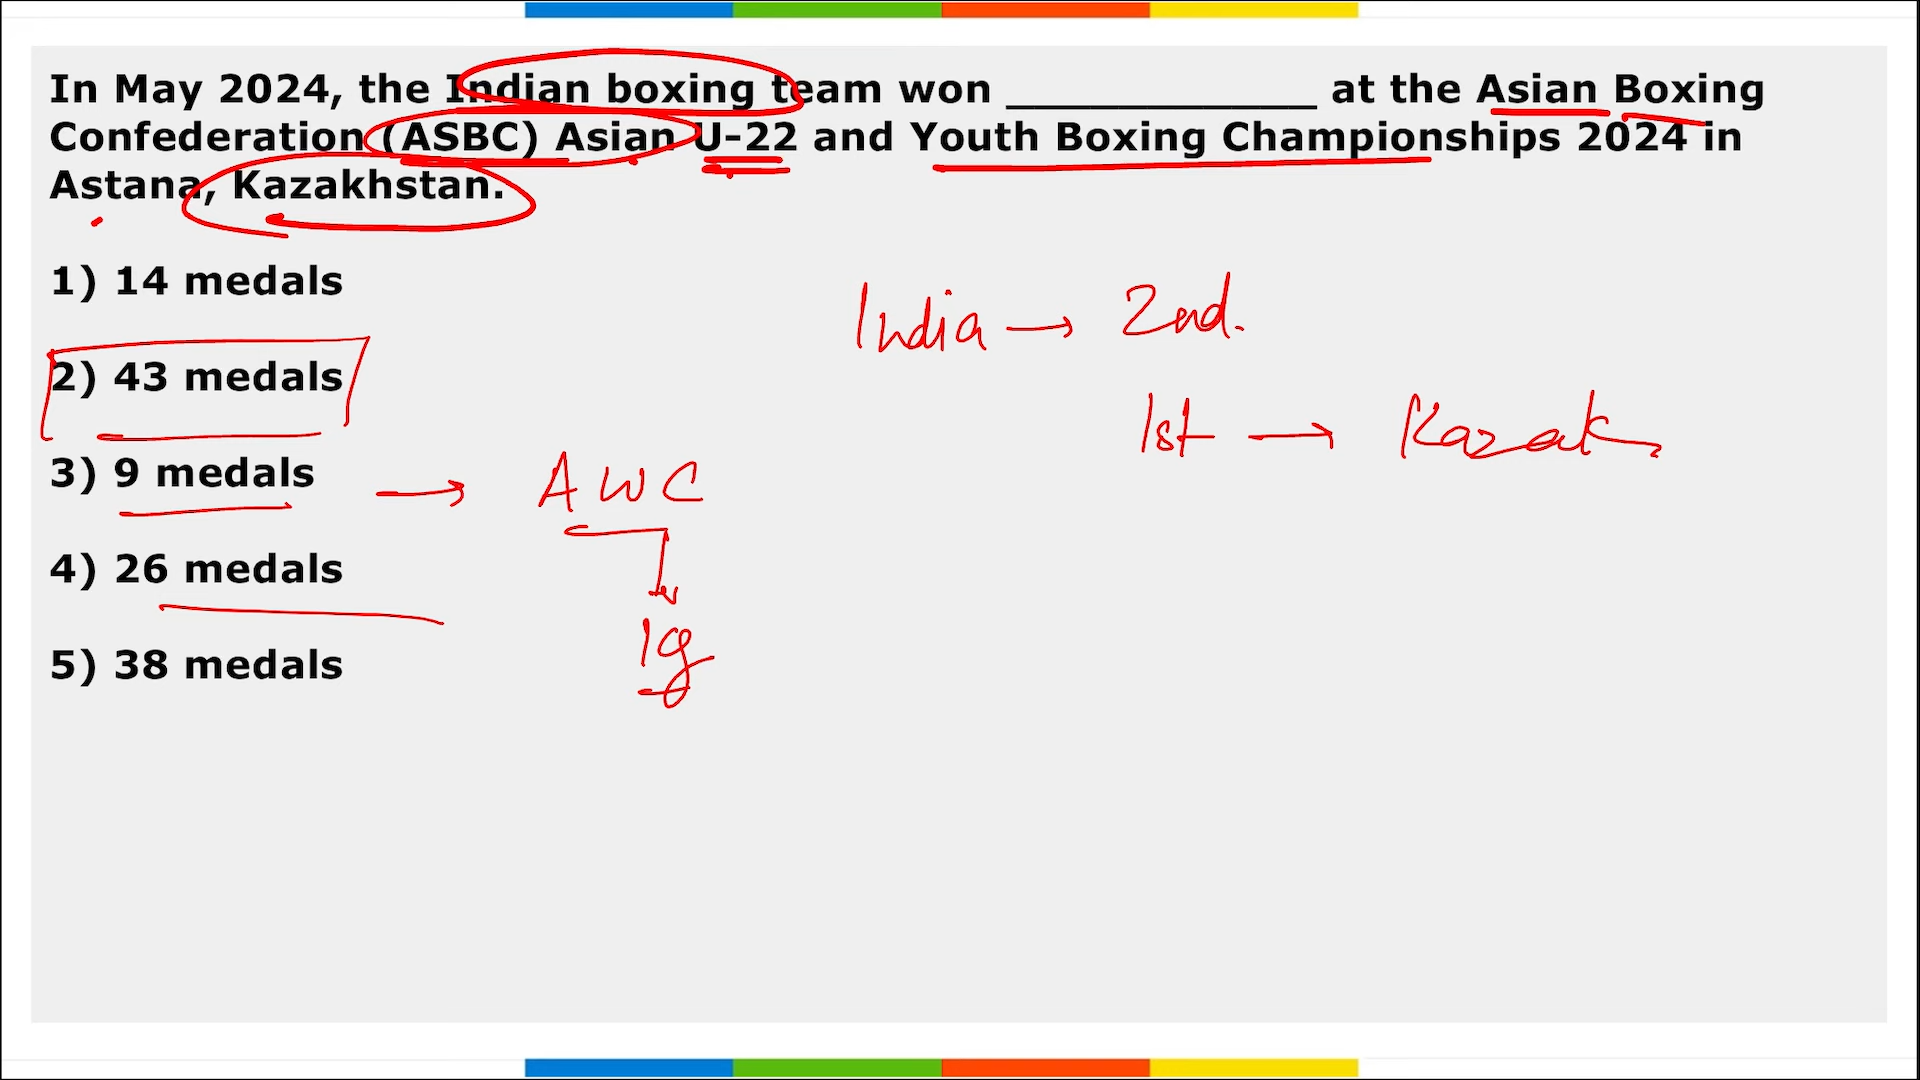 In May 2024, the Indian boxing team won _____________ at the Asian Boxing
Confederation (ASBC) Asian U-22 and Youth Boxing Championships 2024 in
Astana, Kazakhstan.
1) 14 medals
India → 2nd.
2) 43 medals
1st → Kazak
3) 9 medals → AWC
4) 26 medals
5) 38 medals